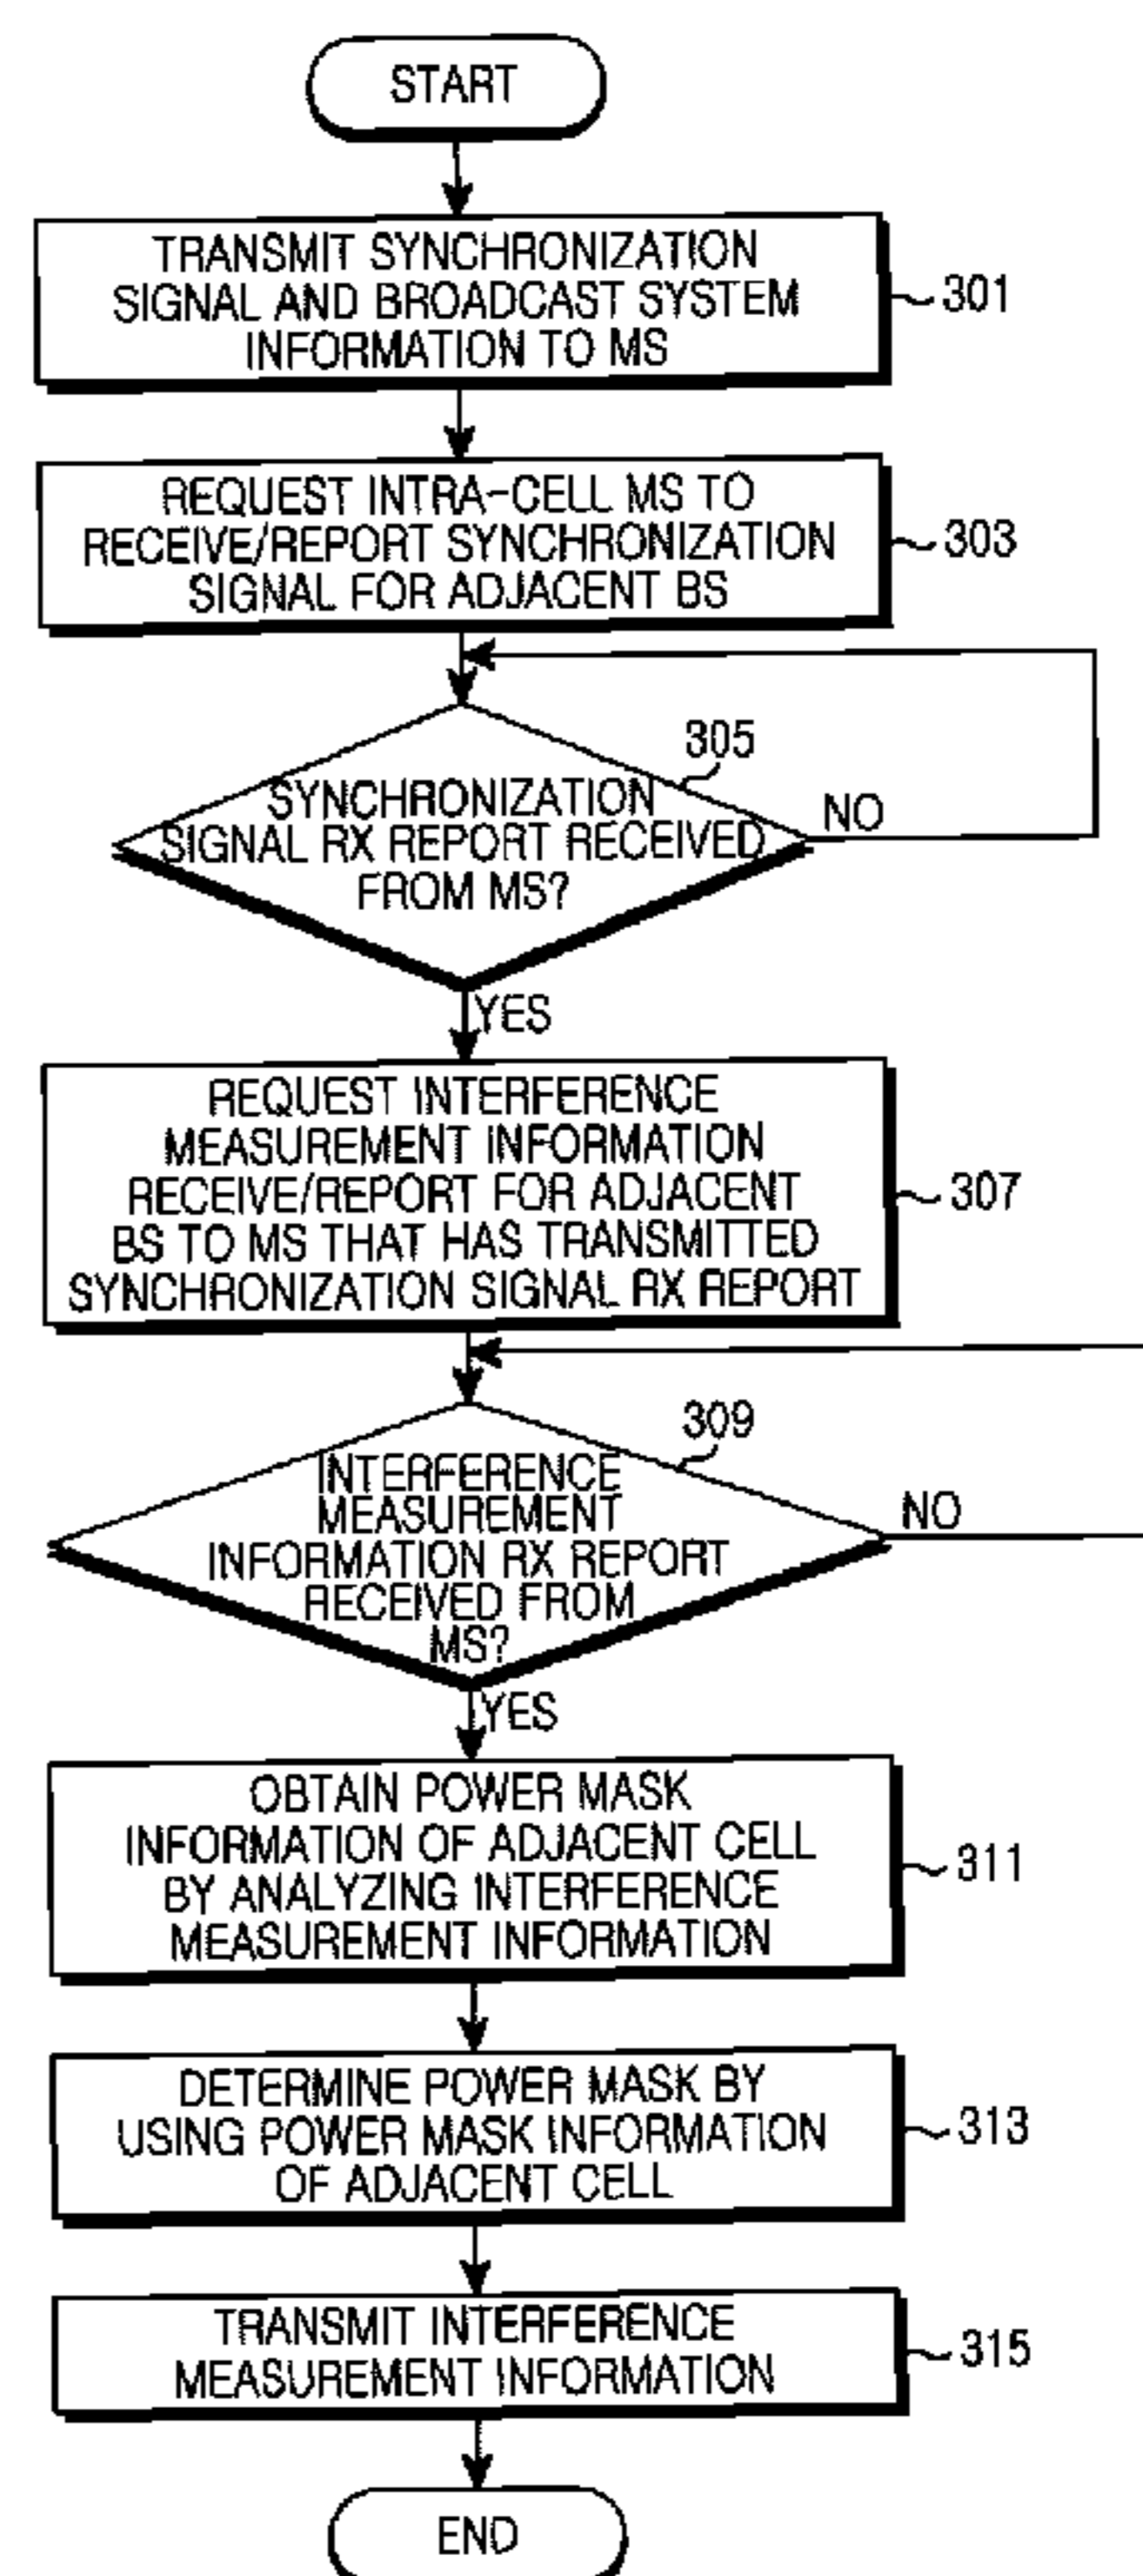 START
TRANSMIT SYNCHRONIZATION
SIGNAL AND BROADCAST SYSTEM
INFORMATION TO MS
301
REQUEST INTRA-CELL MS TO
RECEIVE/REPORT SYNCHRONIZATION
SIGNAL FOR ADJACENT BS
303
305
SYNCHRONIZATION
SIGNAL RX REPORT RECEIVED
FROM MS?
NO
YES
REQUEST INTERFERENCE
MEASUREMENT INFORMATION
RECEIVE/REPORT FOR ADJACENT
BS TO MS THAT HAS TRANSMITTED
SYNCHRONIZATION SIGNAL RX REPORT
307
309
INTERFERENCE
MEASUREMENT
INFORMATION RX REPORT
RECEIVED FROM
MS?
NO
YES
OBTAIN POWER MASK
INFORMATION OF ADJACENT CELL
BY ANALYZING INTERFERENCE
MEASUREMENT INFORMATION
311
DETERMINE POWER MASK BY
USING POWER MASK INFORMATION
OF ADJACENT CELL
313
TRANSMIT INTERFERENCE
MEASUREMENT INFORMATION
315
END